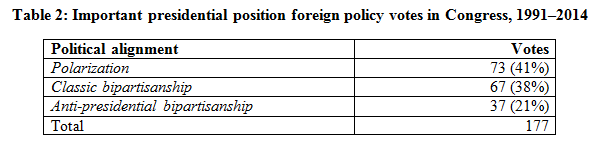 Table 2: Important presidential position foreign policy votes in Congress, 1991–2014
Political alignment Votes
Polarization 73 (41%)
Classic bipartisanship 67 (38%)
Anti-presidential bipartisanship 37 (21%)
Total 177